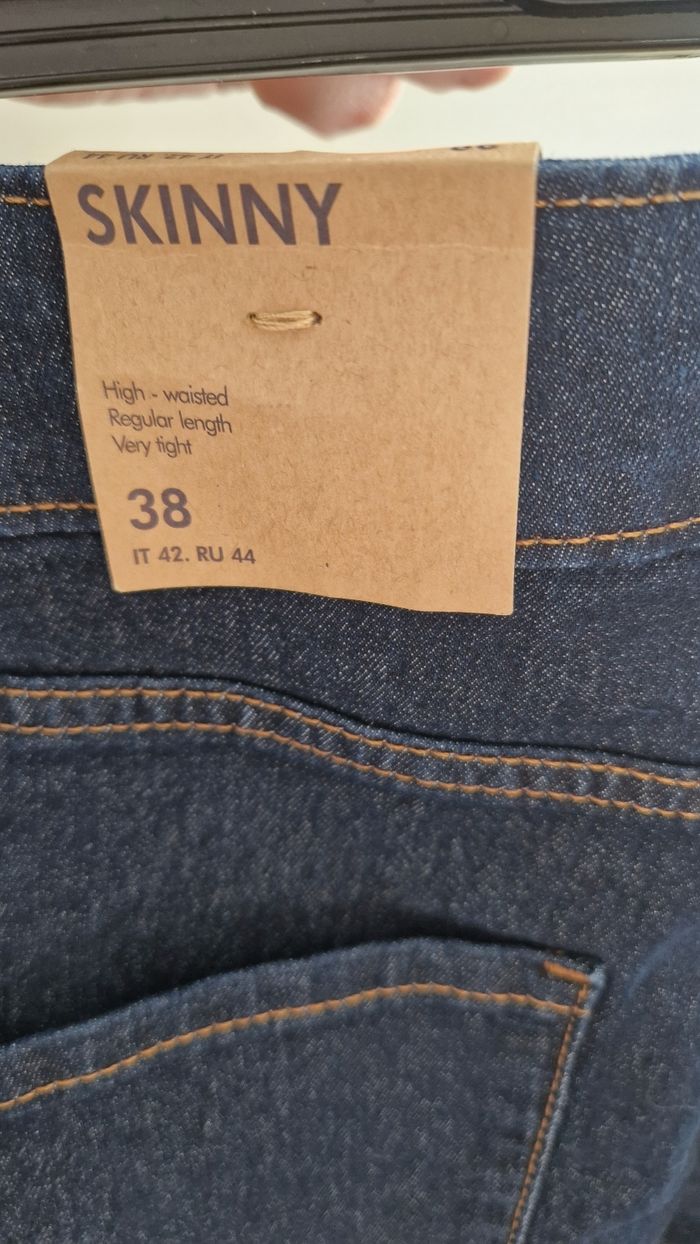 SKINNY
High - waisted
Regular length
Very tight
38
IT 42. RU 44